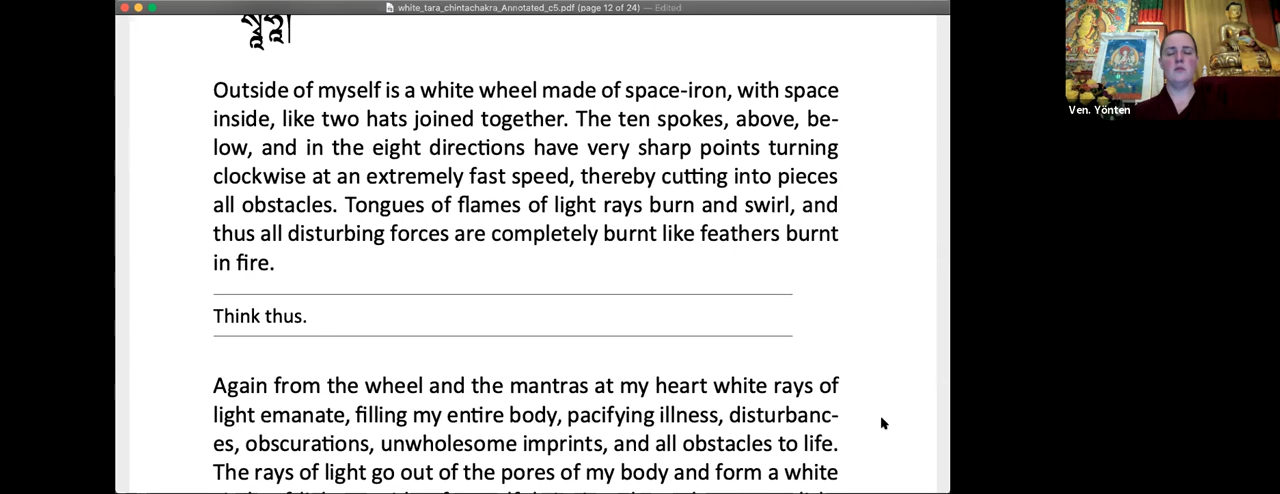 white_tara_chintachakra_Annotated_c5.pdf (page 12 of 24) — Edited
Outside of myself is a white wheel made of space-iron, with space
inside, like two hats joined together. The ten spokes, above, be-
low, and in the eight directions have very sharp points turning
clockwise at an extremely fast speed, thereby cutting into pieces
all obstacles. Tongues of flames of light rays burn and swirl, and
thus all disturbing forces are completely burnt like feathers burnt
in fire.
Think thus.
Again from the wheel and the mantras at my heart white rays of
light emanate, filling my entire body, pacifying illness, disturbanc-
es, obscurations, unwholesome imprints, and all obstacles to life.
The rays of light go out of the pores of my body and form a white
Ven. Yönten